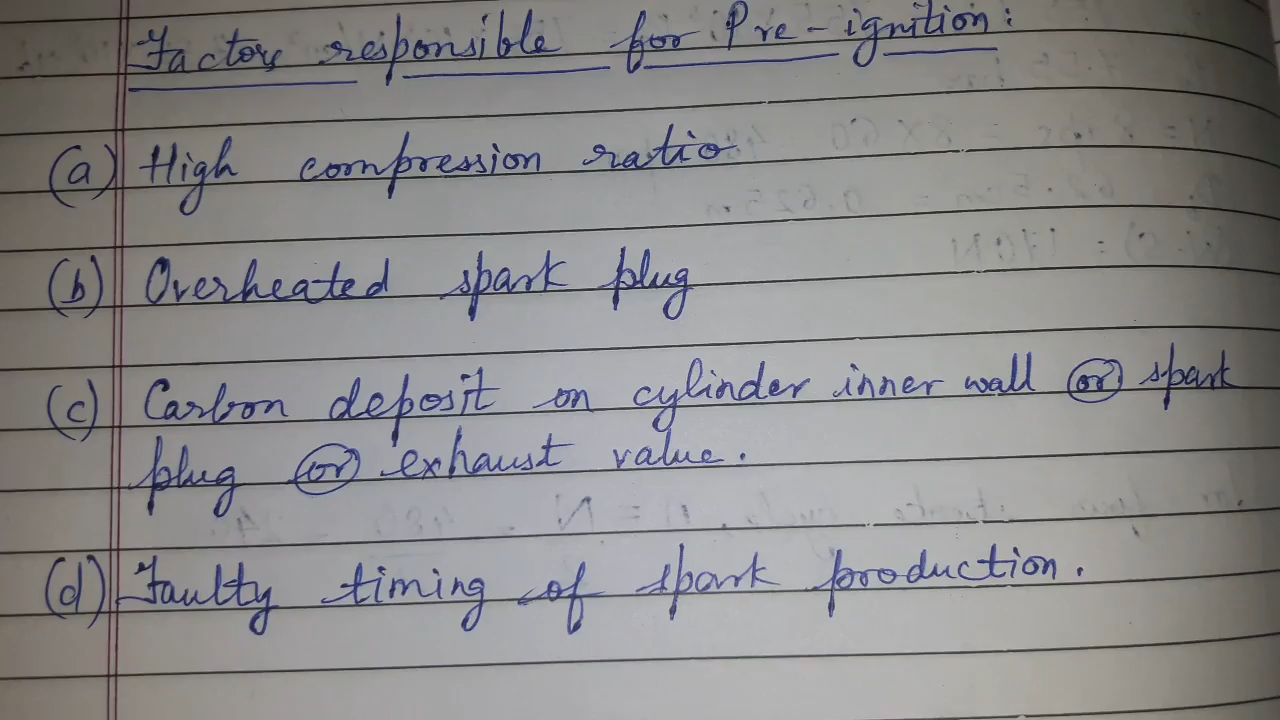 Factors responsible for Pre-ignition:
(a) High compression ratio
(b) Overheated spark plug
(c) Carbon deposit on cylinder inner wall or spark
plug or exhaust value.
(d) Faulty timing of spark production.